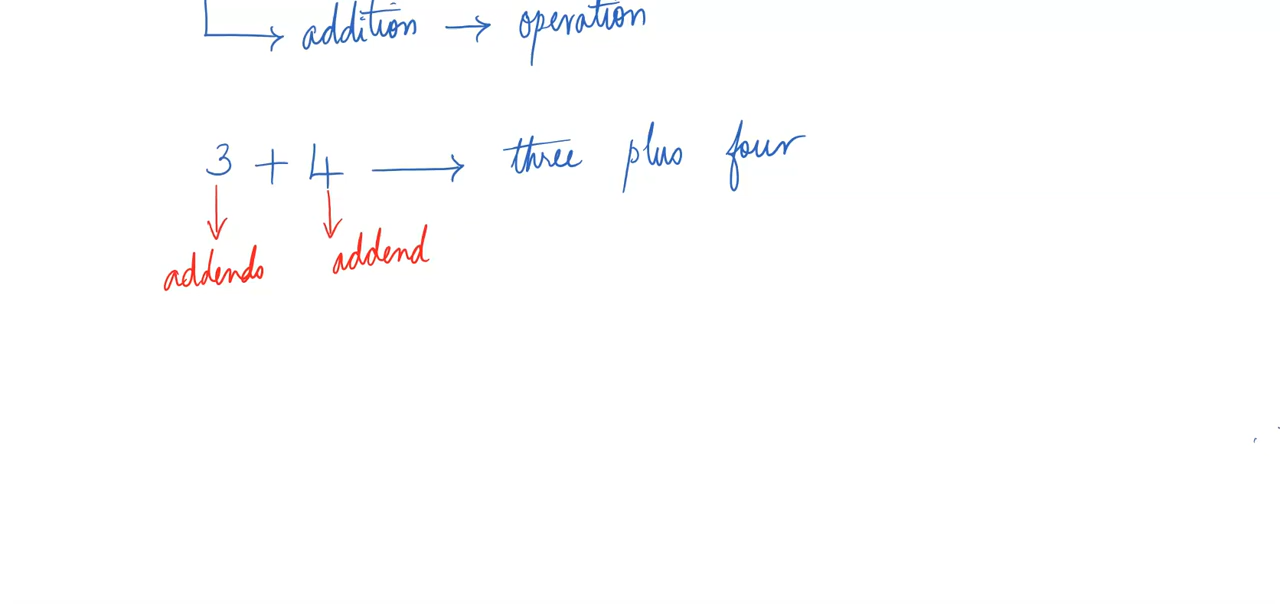 addition → operation
3 + 4 → three plus four
addends addend